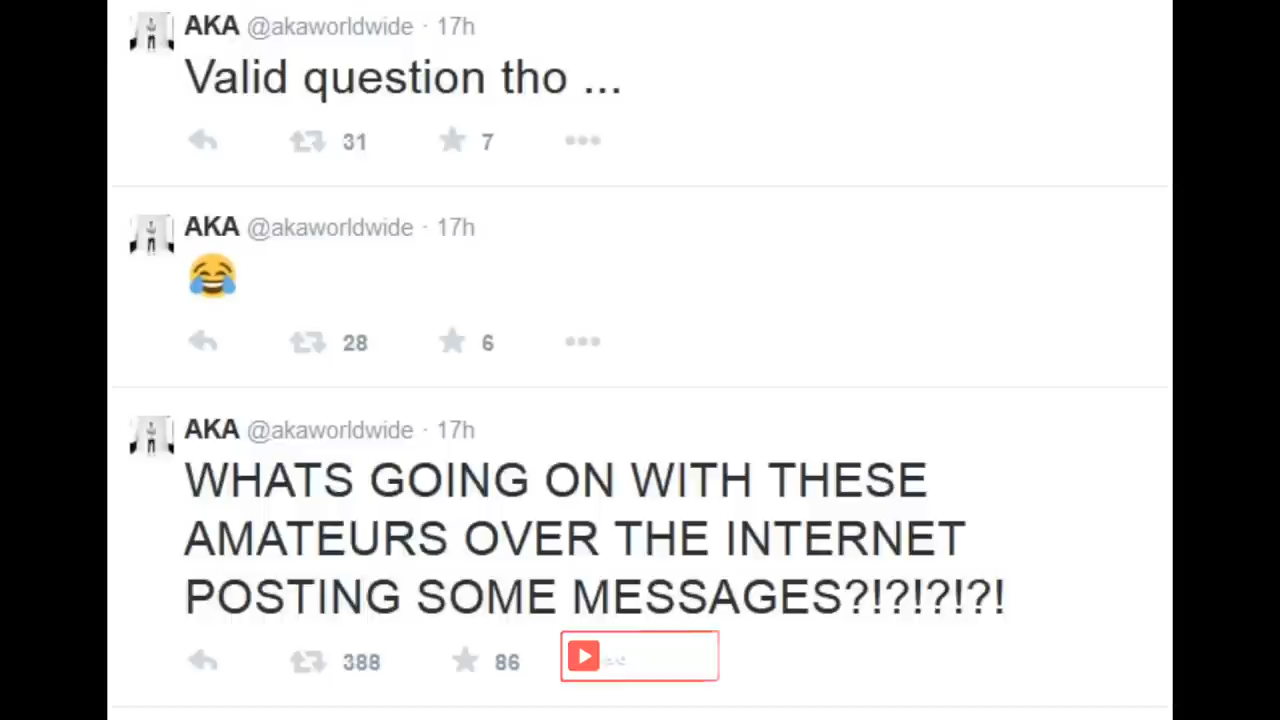 AKA @akaworldwide · 17h
Valid question tho ...
31 7
AKA @akaworldwide · 17h
😂
28 6
AKA @akaworldwide · 17h
WHATS GOING ON WITH THESE
AMATEURS OVER THE INTERNET
POSTING SOME MESSAGES?!?!?!?!
388 86